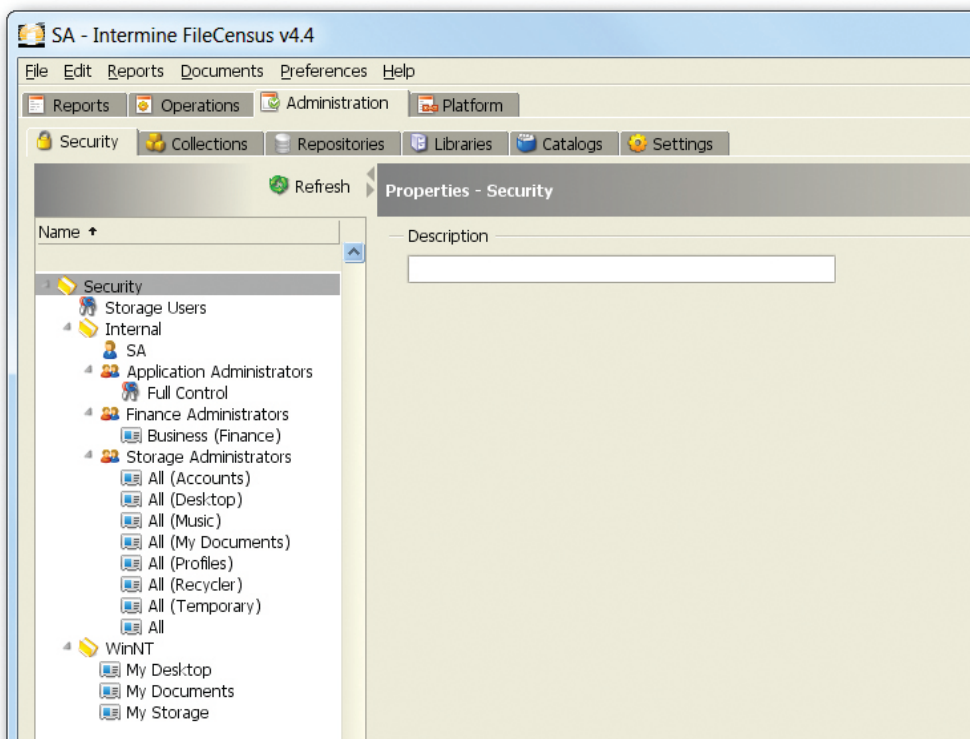 SA - Intermine FileCensus v4.4
File Edit Reports Documents Preferences Help
Reports Operations Administration Platform
Security Collections Repositories Libraries Catalogs Settings
Refresh
Properties - Security
Name
Description
Security
Storage Users
Internal
SA
Application Administrators
Full Control
Finance Administrators
Business (Finance)
Storage Administrators
All (Accounts)
All (Desktop)
All (Music)
All (My Documents)
All (Profiles)
All (Recycler)
All (Temporary)
All
WinNT
My Desktop
My Documents
My Storage